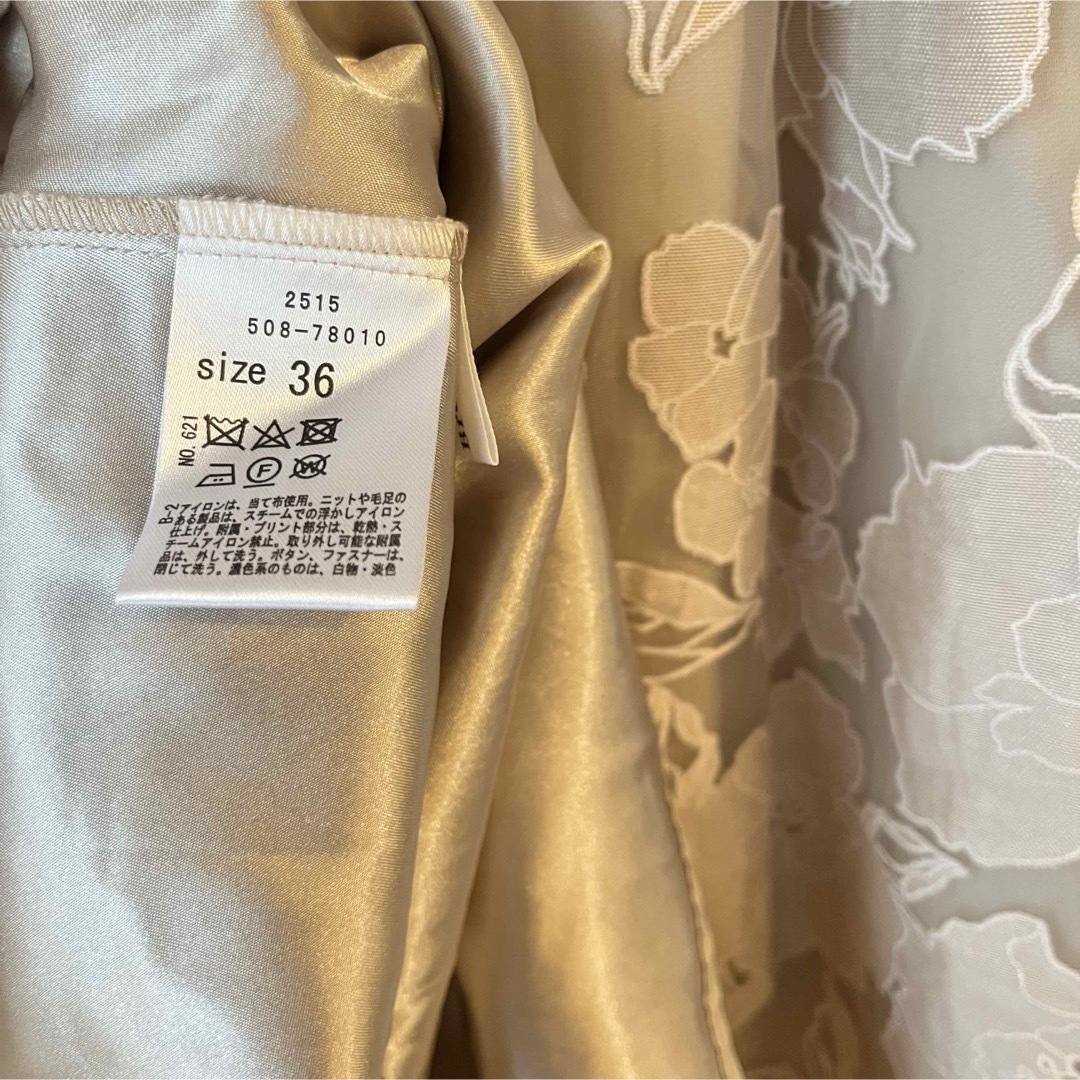 2515
508-78010
size 36
NO. 621
F
W
B-2
アイロンは、当て布使用。ニットや毛足の
ある製品は、スチームでの浮かしアイロン
仕上げ。附属・プリント部分は、乾熱・ス
チームアイロン禁止。取り外し可能な附属
品は、外して洗う。ボタン、ファスナーは、
閉じて洗う。濃色系のものは、白物・淡色